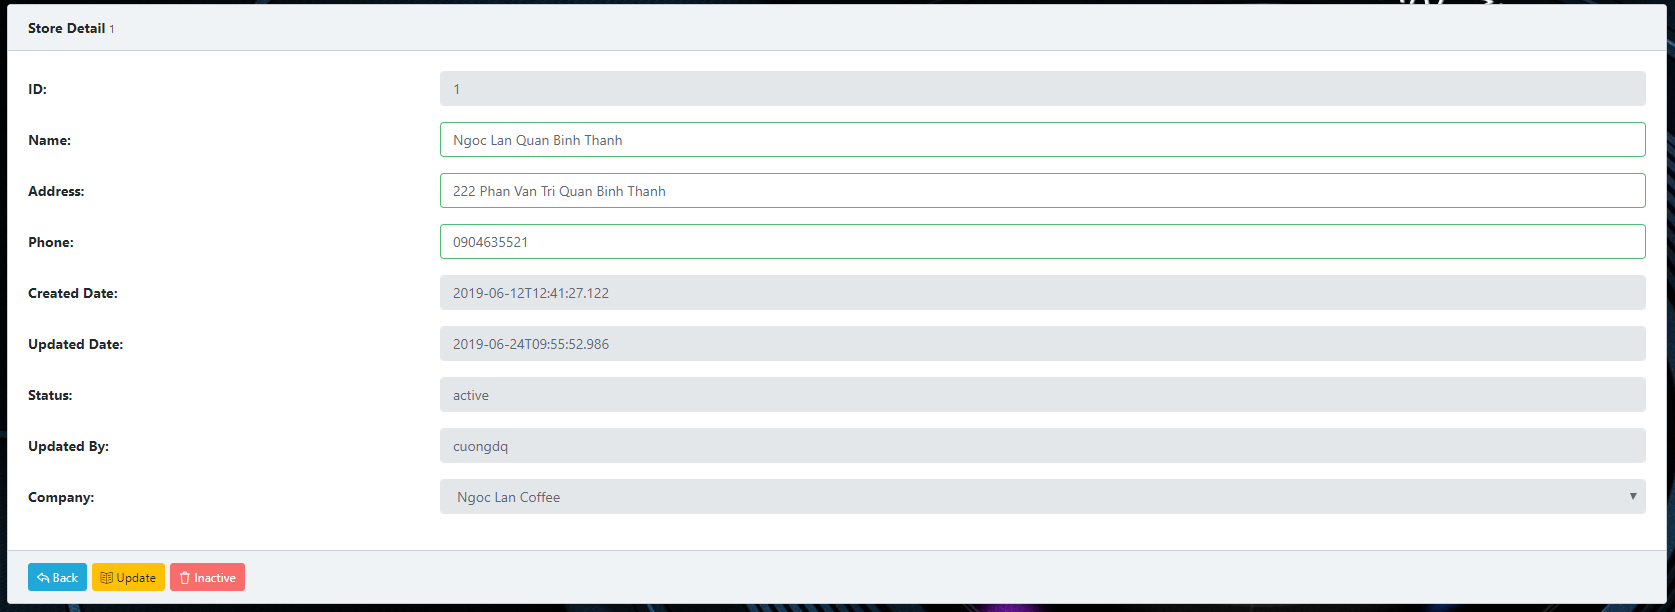 Store Detail 1
ID: 1
Name: Ngoc Lan Quan Binh Thanh
Address: 222 Phan Van Tri Quan Binh Thanh
Phone: 0904635521
Created Date: 2019-06-12T12:41:27.122
Updated Date: 2019-06-24T09:55:52.986
Status: active
Updated By: cuongdq
Company: Ngoc Lan Coffee
Back Update Inactive